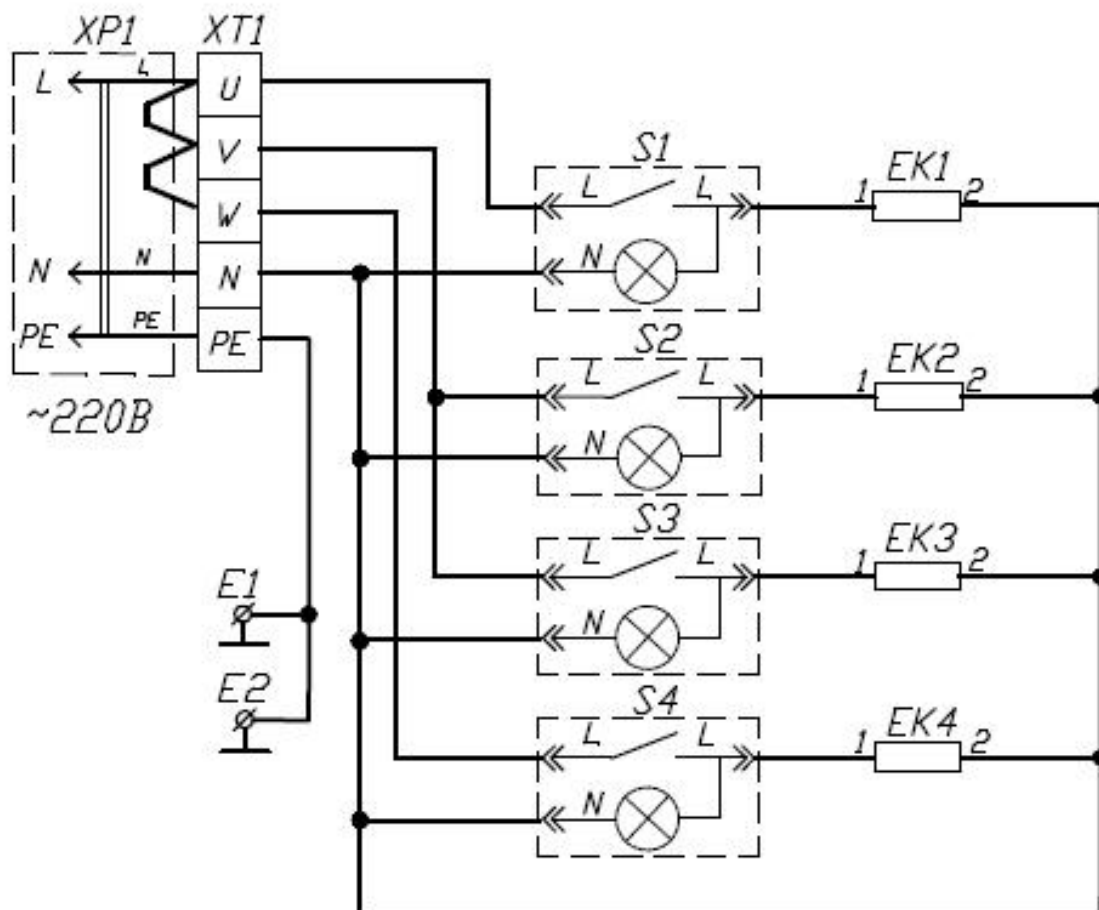 XP1 XT1
L L U
V
W
N N N
PE PE PE
~220В
S1
L L
N
1 EK1 2
S2
L L
N
1 EK2 2
S3
L L
N
1 EK3 2
S4
L L
N
1 EK4 2
E1
E2